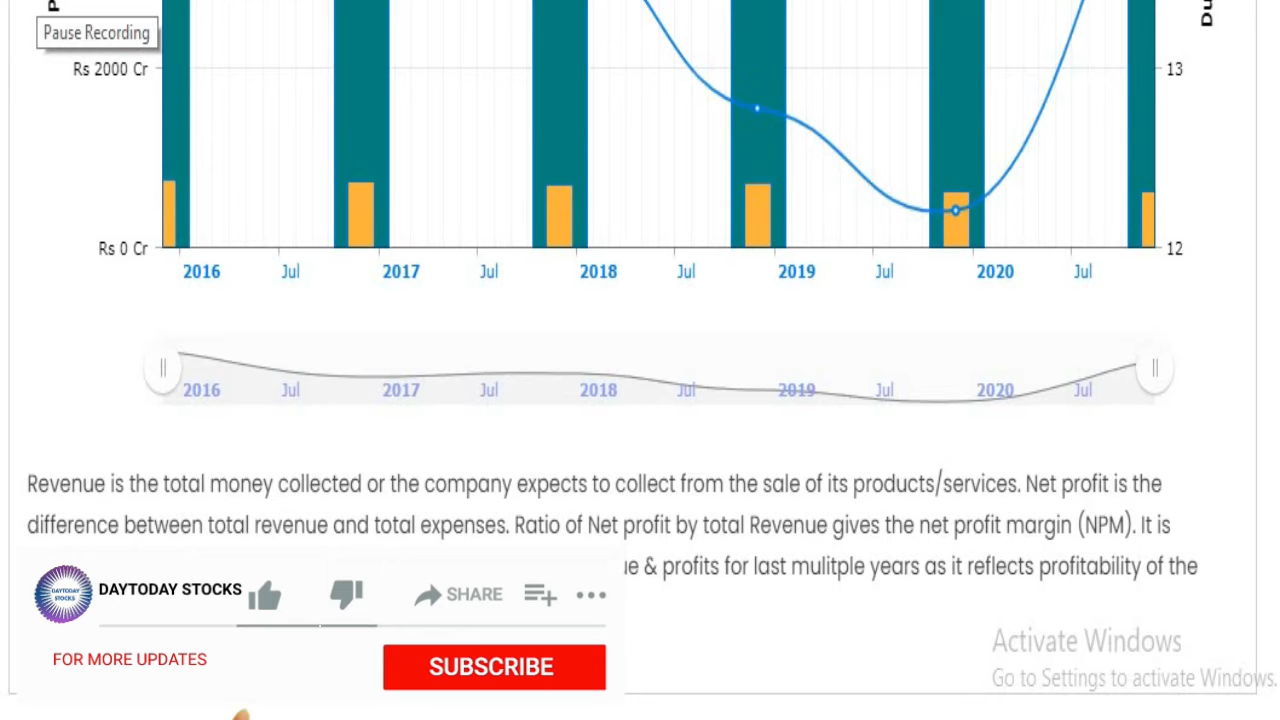 Pause Recording
Rs 2000 Cr
13
Rs 0 Cr
12
2016 Jul 2017 Jul 2018 Jul 2019 Jul 2020 Jul
2016 Jul 2017 Jul 2018 Jul 2019 Jul 2020 Jul
Revenue is the total money collected or the company expects to collect from the sale of its products/services. Net profit is the
difference between total revenue and total expenses. Ratio of Net profit by total Revenue gives the net profit margin (NPM). It is
ue & profits for last mulitple years as it reflects profitability of the
DAYTODAY STOCKS
DAYTODAY STOCKS
SHARE
FOR MORE UPDATES
SUBSCRIBE
Activate Windows
Go to Settings to activate Windows.